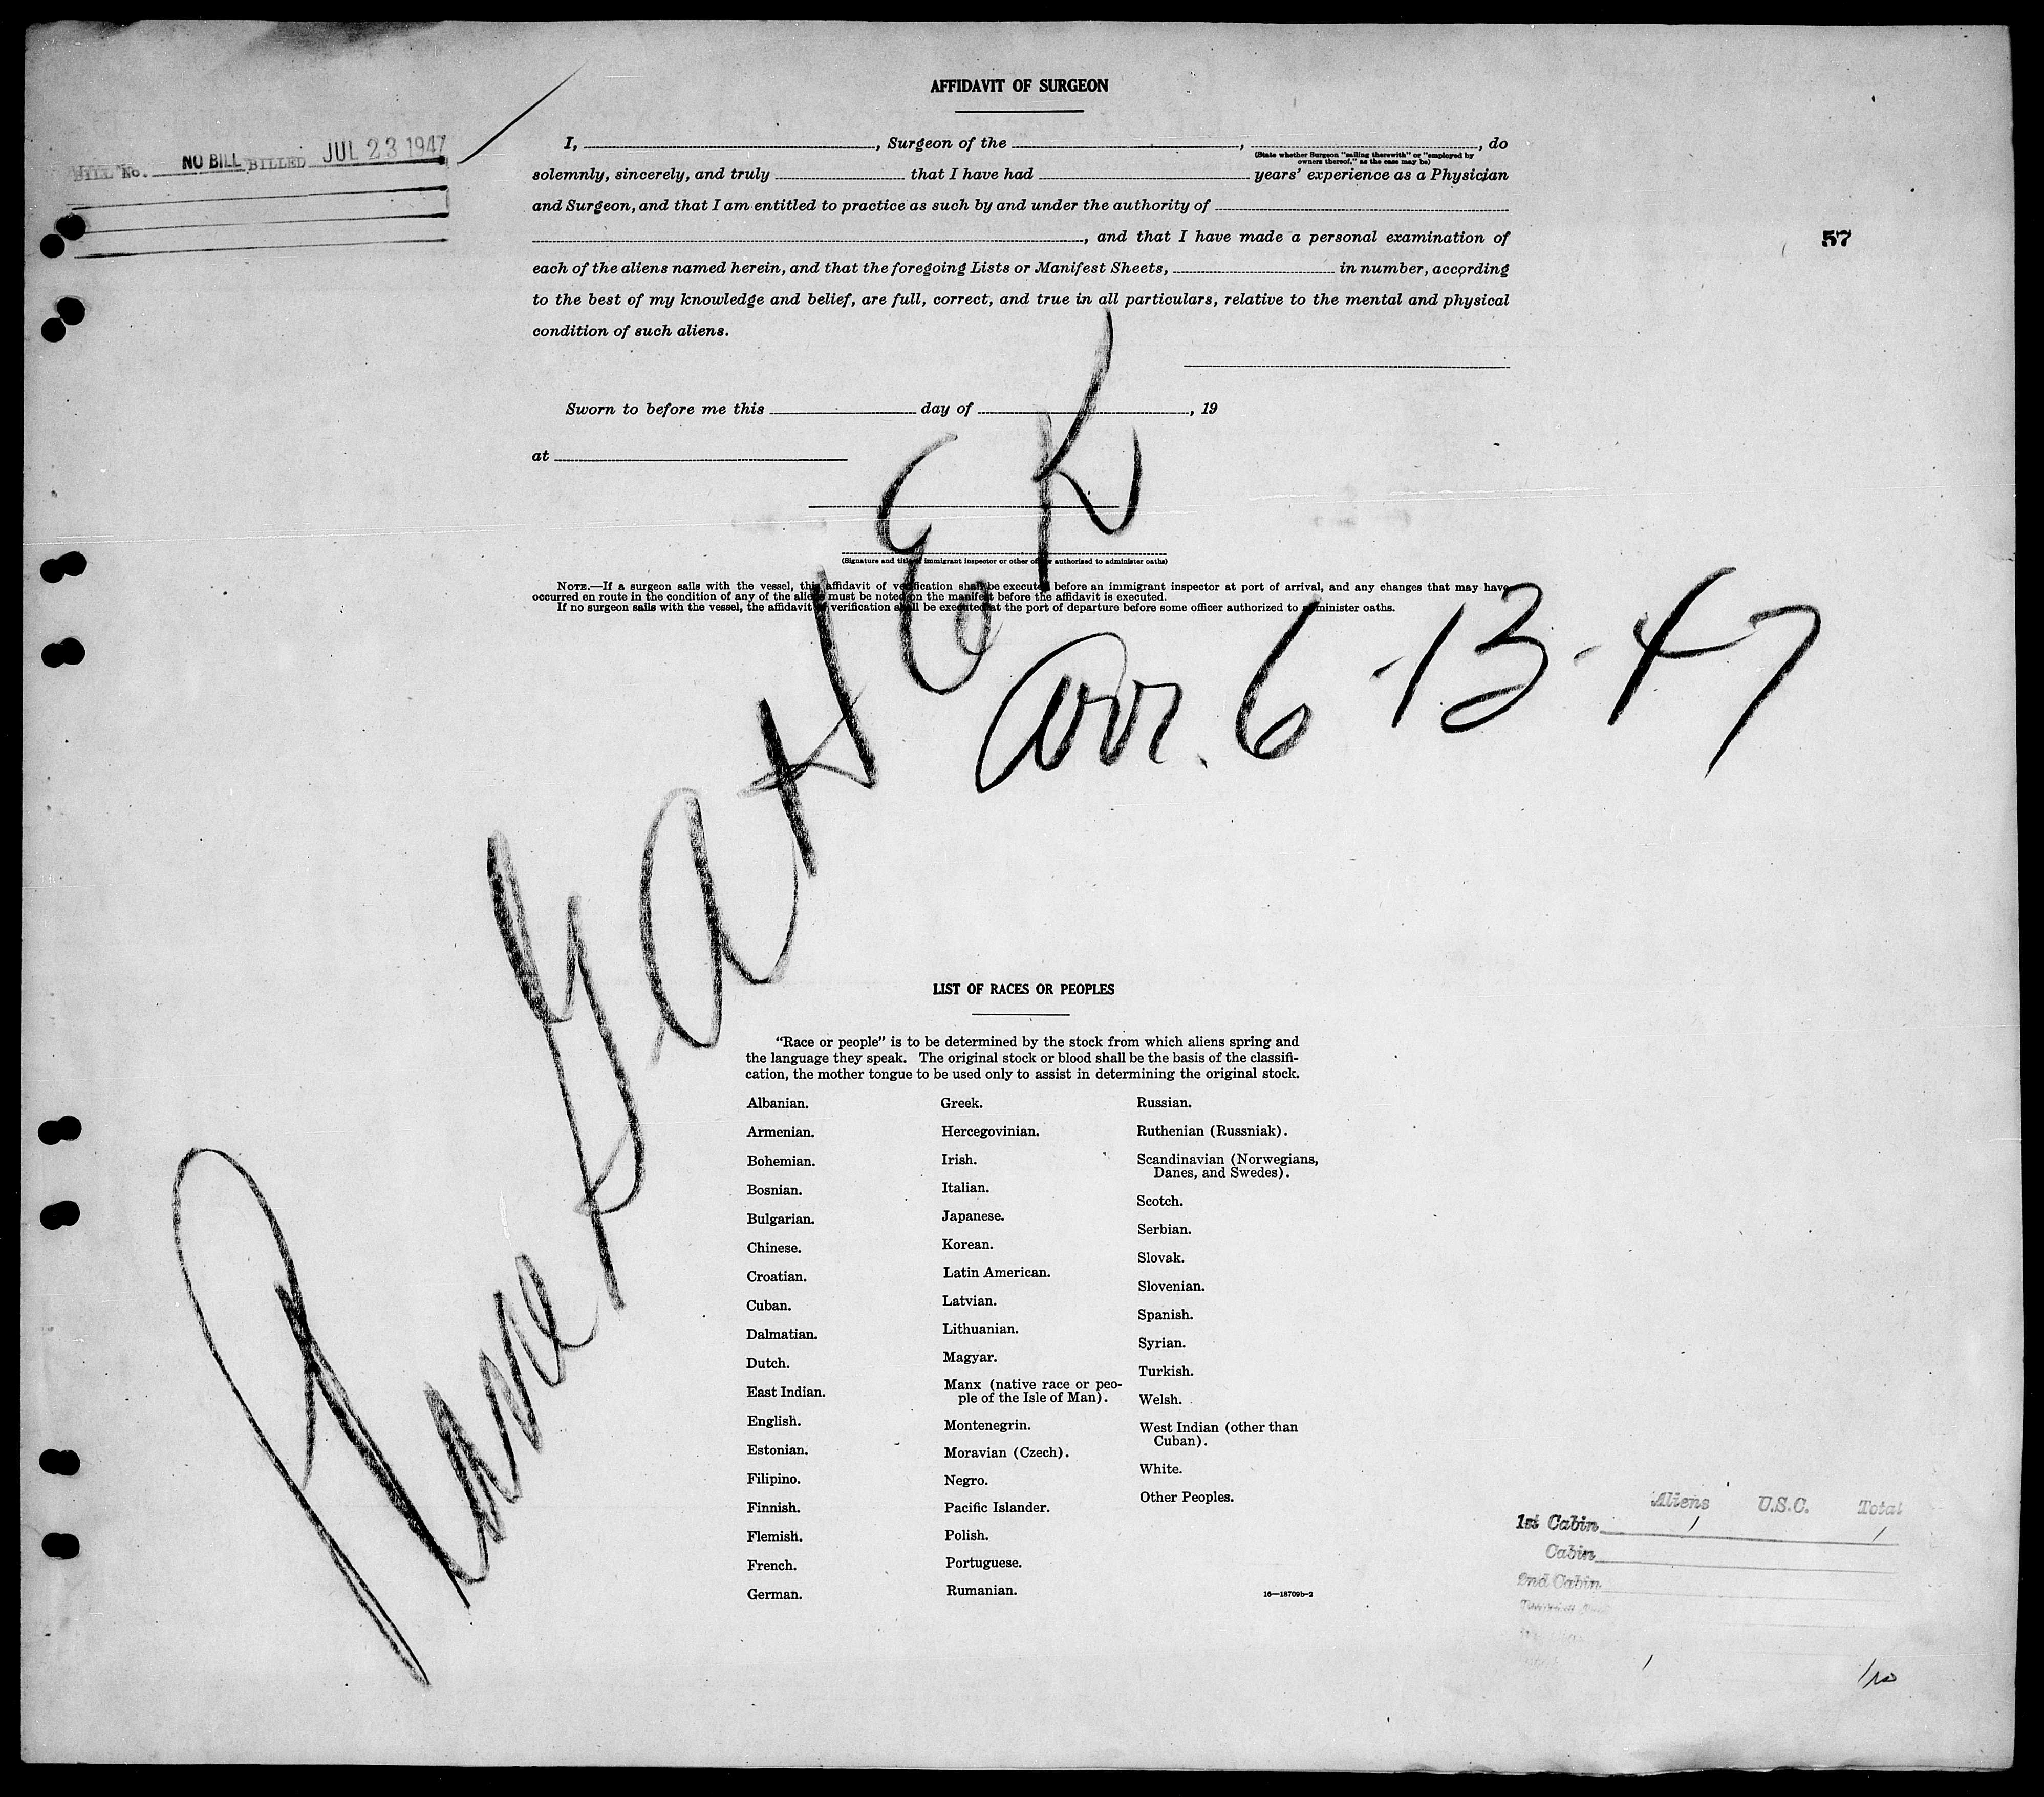 AFFIDAVIT OF SURGEON
BILL No. NO BILL BILLED JUL 23 1947
I, , Surgeon of the , , do
(State whether Surgeon "sailing therewith" or "employed by
owners thereof," as the case may be)
solemnly, sincerely, and truly that I have had years' experience as a Physician
and Surgeon, and that I am entitled to practice as such by and under the authority of
, and that I have made a personal examination of
57
each of the aliens named herein, and that the foregoing Lists or Manifest Sheets, in number, according
to the best of my knowledge and belief, are full, correct, and true in all particulars, relative to the mental and physical
condition of such aliens.
Sworn to before me this day of , 19
at
(Signature and title of immigrant inspector or other officer authorized to administer oaths)
NOTE.—If a surgeon sails with the vessel, this affidavit of verification shall be executed before an immigrant inspector at port of arrival, and any changes that may have
occurred en route in the condition of any of the aliens must be noted on the manifest before the affidavit is executed.
If no surgeon sails with the vessel, the affidavit of verification shall be executed at the port of departure before some officer authorized to administer oaths.
Plane
arr. 6-13-47
LIST OF RACES OR PEOPLES
"Race or people" is to be determined by the stock from which aliens spring and
the language they speak. The original stock or blood shall be the basis of the classifi-
cation, the mother tongue to be used only to assist in determining the original stock.
Albanian.
Armenian.
Bohemian.
Bosnian.
Bulgarian.
Chinese.
Croatian.
Cuban.
Dalmatian.
Dutch.
East Indian.
English.
Estonian.
Filipino.
Finnish.
Flemish.
French.
German.
Greek.
Hercegovinian.
Irish.
Italian.
Japanese.
Korean.
Latin American.
Latvian.
Lithuanian.
Magyar.
Manx (native race or peo-
ple of the Isle of Man).
Montenegrin.
Moravian (Czech).
Negro.
Pacific Islander.
Polish.
Portuguese.
Rumanian.
Russian.
Ruthenian (Russniak).
Scandinavian (Norwegians,
Danes, and Swedes).
Scotch.
Serbian.
Slovak.
Slovenian.
Spanish.
Syrian.
Turkish.
Welsh.
West Indian (other than
Cuban).
White.
Other Peoples.
16—18709b-2
Aliens U.S.C. Total
1st Cabin 1 1
Cabin
2nd Cabin
1